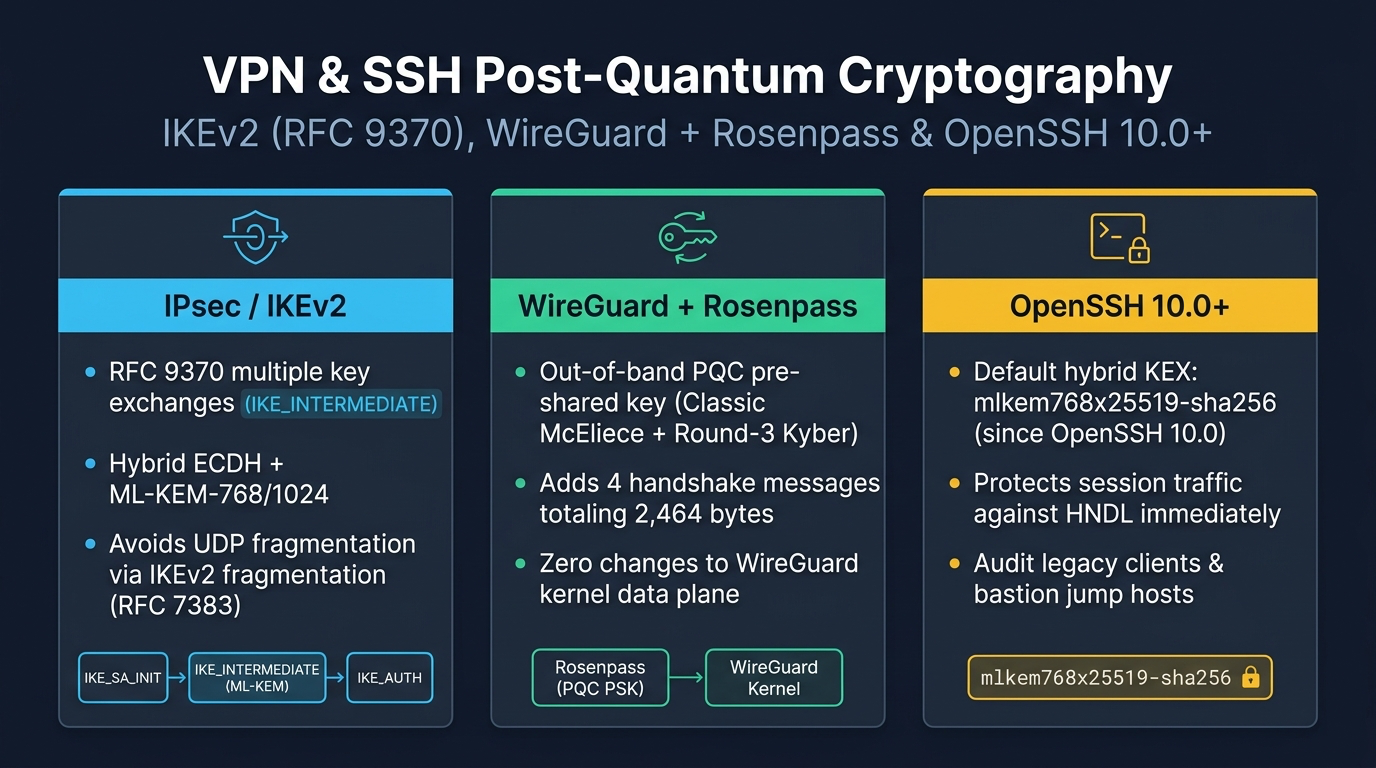 VPN & SSH Post-Quantum Cryptography
IKEv2 (RFC 9370), WireGuard + Rosenpass & OpenSSH 10.0+
IPsec / IKEv2
• RFC 9370 multiple key
exchanges (IKE_INTERMEDIATE)
• Hybrid ECDH +
ML-KEM-768/1024
• Avoids UDP fragmentation
via IKEv2 fragmentation
(RFC 7383)
IKE_SA_INIT
IKE_INTERMEDIATE
(ML-KEM)
IKE_AUTH
WireGuard + Rosenpass
• Out-of-band PQC pre-
shared key (Classic
McEliece + Round-3 Kyber)
• Adds 4 handshake messages
totaling 2,464 bytes
• Zero changes to WireGuard
kernel data plane
Rosenpass
(PQC PSK)
WireGuard
Kernel
OpenSSH 10.0+
• Default hybrid KEX:
mlkem768x25519-sha256
(since OpenSSH 10.0)
• Protects session traffic
against HNDL immediately
• Audit legacy clients &
bastion jump hosts
mlkem768x25519-sha256